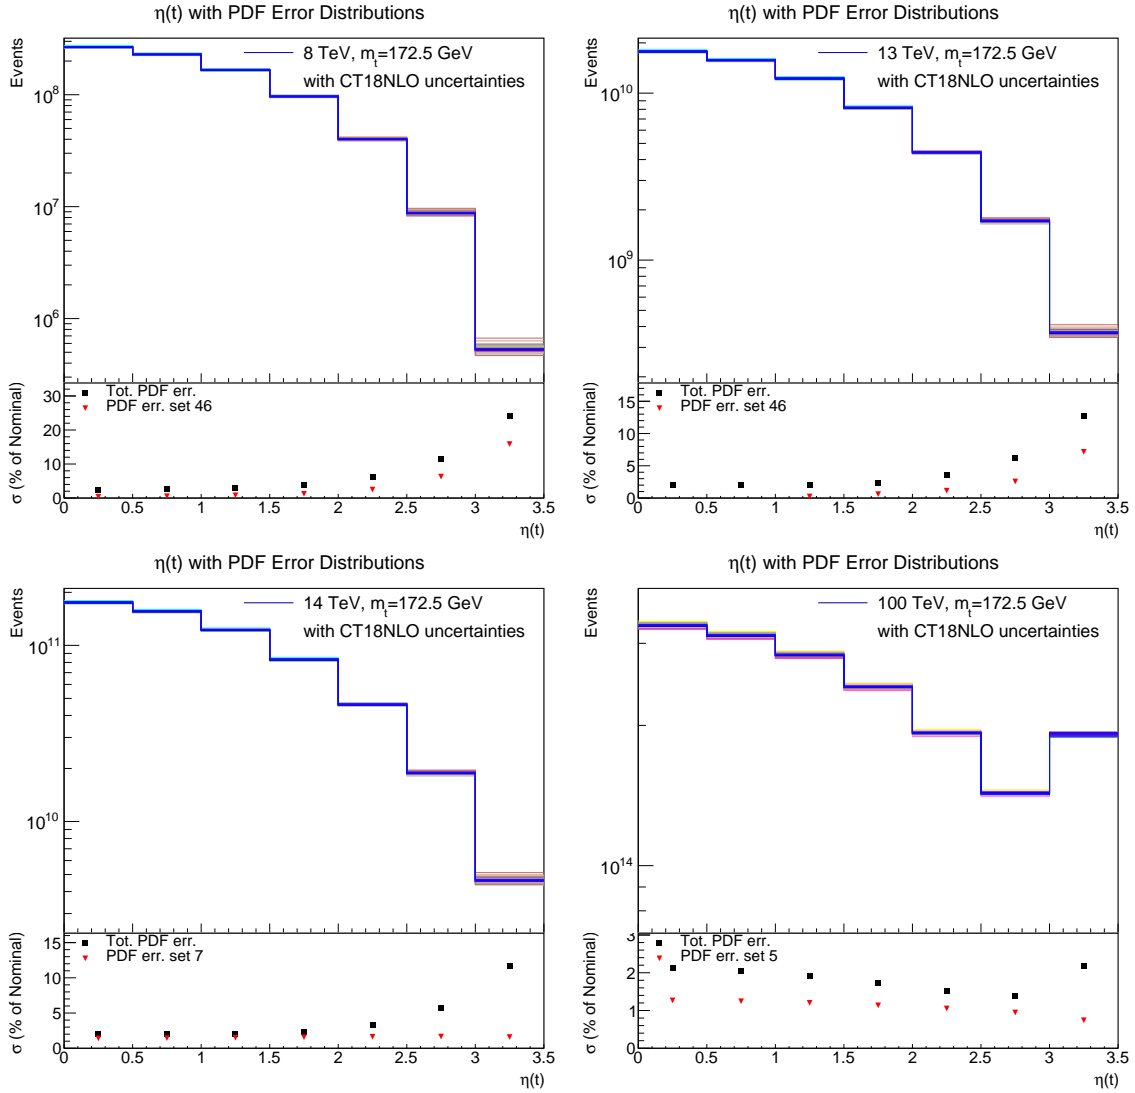 η(t) with PDF Error Distributions
Events
8 TeV, m_t=172.5 GeV
with CT18NLO uncertainties
10^8
10^7
10^6
σ (% of Nominal)
30
20
10
0
Tot. PDF err.
PDF err. set 46
0 0.5 1 1.5 2 2.5 3 3.5
η(t)
η(t) with PDF Error Distributions
Events
13 TeV, m_t=172.5 GeV
with CT18NLO uncertainties
10^10
10^9
σ (% of Nominal)
15
10
5
0
Tot. PDF err.
PDF err. set 46
0 0.5 1 1.5 2 2.5 3 3.5
η(t)
η(t) with PDF Error Distributions
Events
14 TeV, m_t=172.5 GeV
with CT18NLO uncertainties
10^11
10^10
σ (% of Nominal)
15
10
5
0
Tot. PDF err.
PDF err. set 7
0 0.5 1 1.5 2 2.5 3 3.5
η(t)
η(t) with PDF Error Distributions
Events
100 TeV, m_t=172.5 GeV
with CT18NLO uncertainties
10^14
σ (% of Nominal)
3
2
1
0
Tot. PDF err.
PDF err. set 5
0 0.5 1 1.5 2 2.5 3 3.5
η(t)